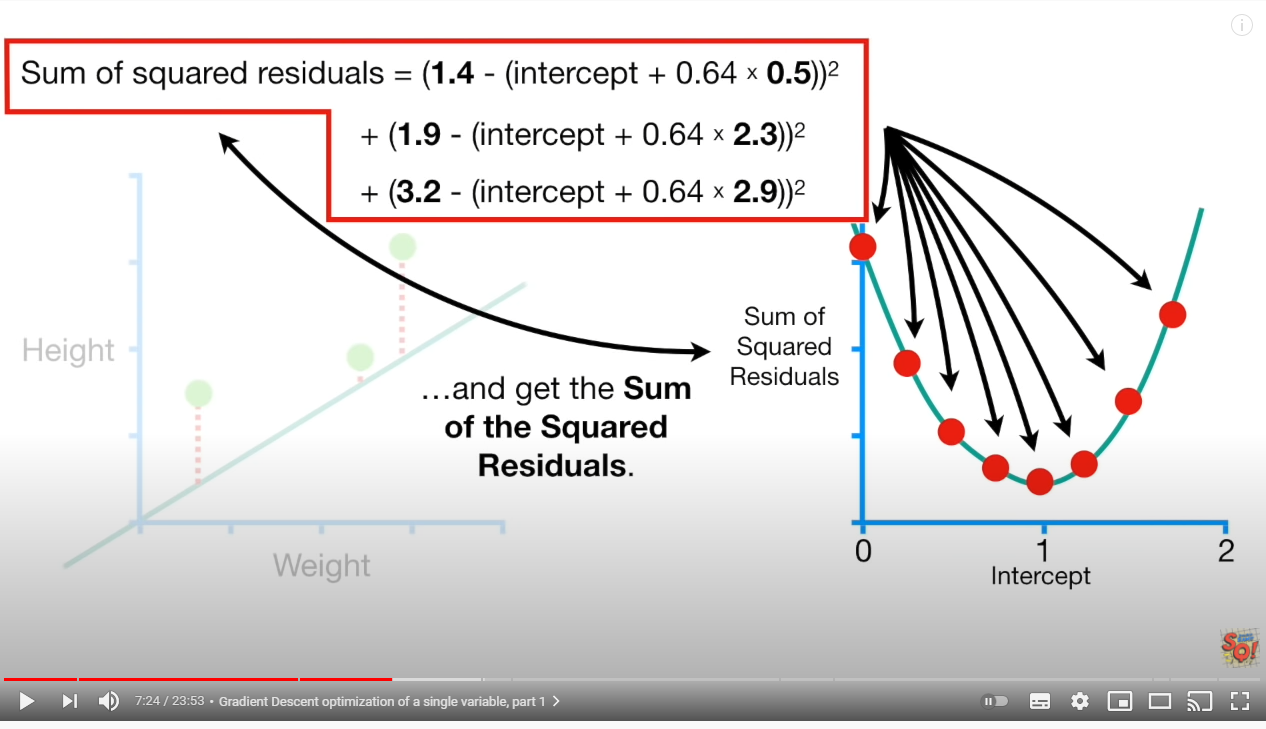 Sum of squared residuals = (1.4 - (intercept + 0.64 × 0.5))²
+ (1.9 - (intercept + 0.64 × 2.3))²
+ (3.2 - (intercept + 0.64 × 2.9))²
Height
Weight
…and get the Sum
of the Squared
Residuals.
Sum of
Squared
Residuals
0 1 2
Intercept
SQ!
7:24 / 23:53 • Gradient Descent optimization of a single variable, part 1